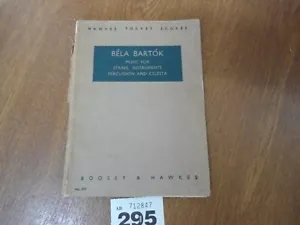 HAWKES POCKET SCORES
BÉLA BARTÓK
MUSIC FOR
STRING INSTRUMENTS
PERCUSSION AND CELESTA
BOOSEY & HAWKES
712847
295